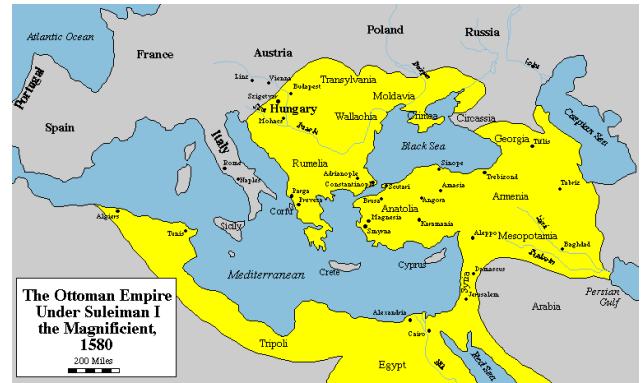 Atlantic Ocean
Portugal
Spain
France
Austria
Poland
Russia
Linz
Vienna
Budapest
Szigetvar
Hungary
Mohacs
Transylvania
Moldavia
Wallachia
Crimea
Circassia
Dnieper
Volga
Caspian Sea
Italy
Rome
Naples
Sicily
Rumelia
Adrianople
Constantinople
Scutari
Parga
Preveza
Corfu
Black Sea
Georgia
Tiflis
Sinope
Trebizond
Amasia
Angora
Brusa
Anatolia
Magnesia
Smyrna
Karamania
Armenia
Tabriz
Mesopotamia
Aleppo
Baghdad
Algiers
Tunis
Mediterranean
Crete
Cyprus
Syria
Damascus
Jerusalem
Arabia
Persian
Gulf
Alexandria
Cairo
Tripoli
Egypt
Nile
Red Sea
The Ottoman Empire
Under Suleiman I
the Magnificient,
1580
200 Miles